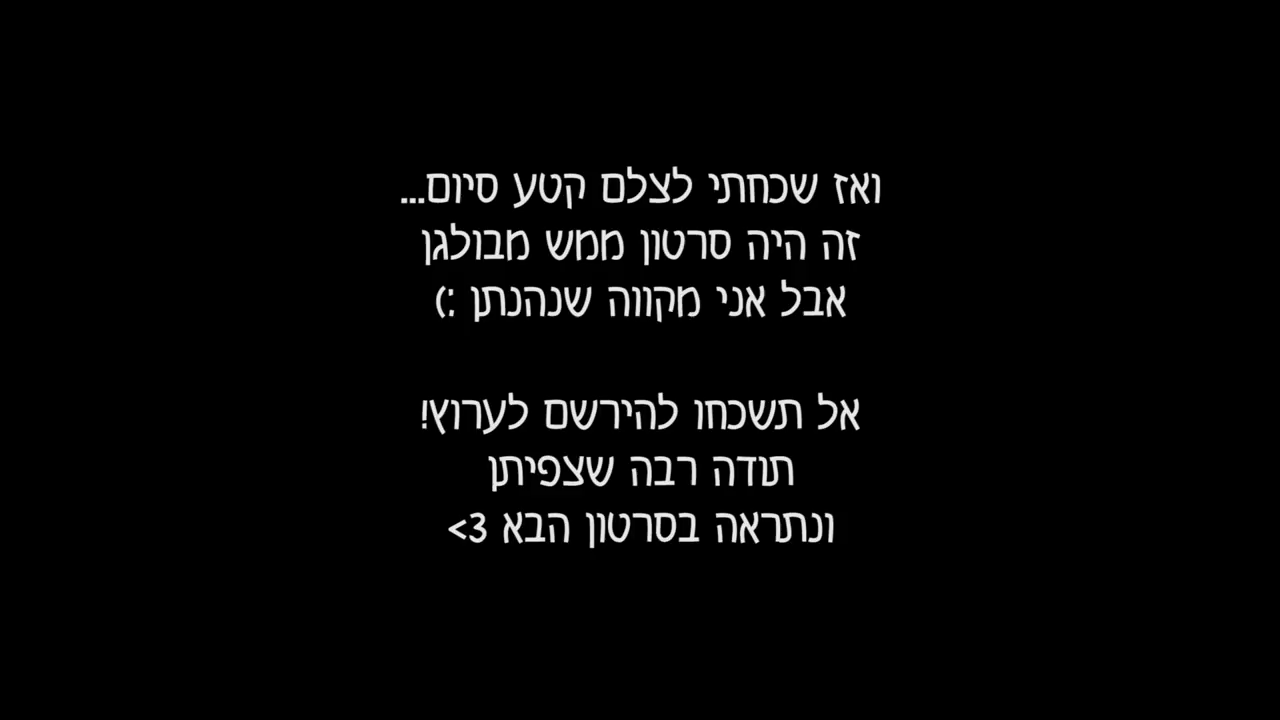 ואז שכחתי לצלם קטע סיום...
זה היה סרטון ממש מבולגן
אבל אני מקווה שנהנתן :)
אל תשכחו להירשם לערוץ!
תודה רבה שצפיתן
ונתראה בסרטון הבא 3>